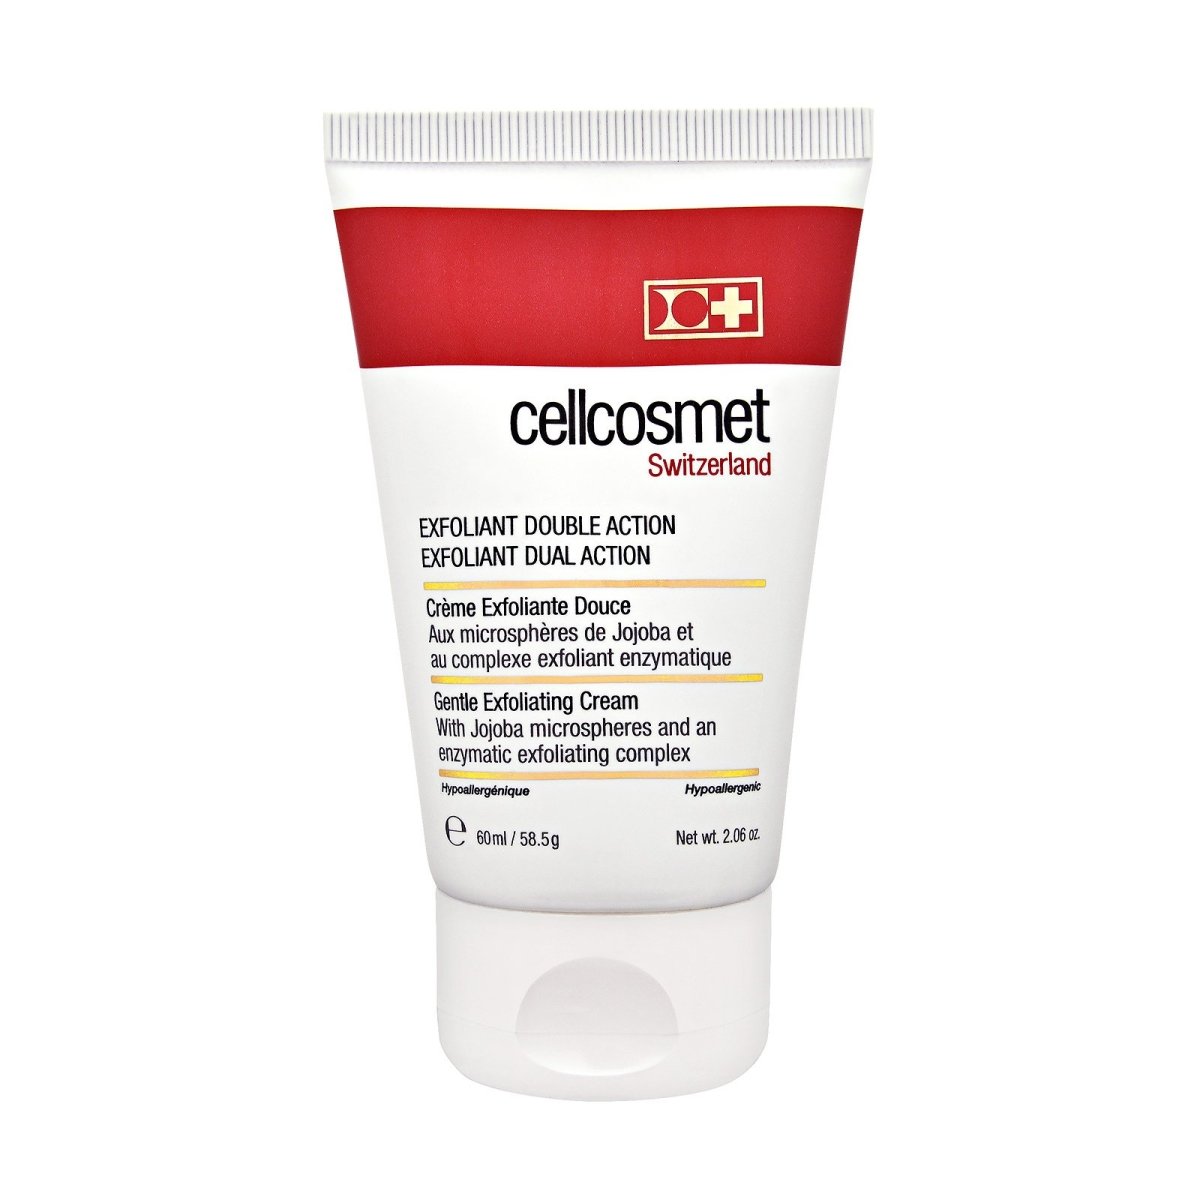 cellcosmet
Switzerland
EXFOLIANT DOUBLE ACTION
EXFOLIANT DUAL ACTION
Crème Exfoliante Douce
Aux microsphères de Jojoba et
au complexe exfoliant enzymatique
Gentle Exfoliating Cream
With Jojoba microspheres and an
enzymatic exfoliating complex
Hypoallergénique Hypoallergenic
℮ 60ml / 58.5g Net wt. 2.06 oz.